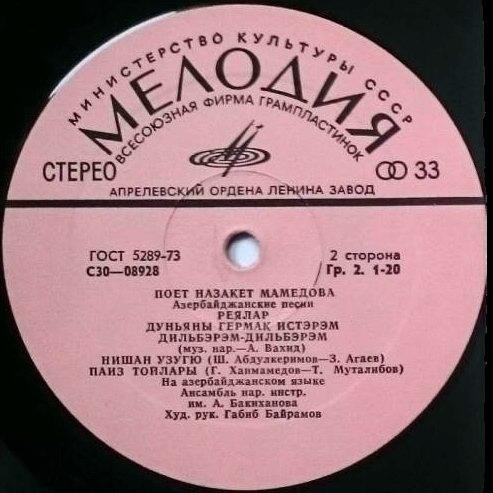 МИНИСТЕРСТВО КУЛЬТУРЫ СССР
МЕЛОДИЯ
ВСЕСОЮЗНАЯ ФИРМА ГРАМПЛАСТИНОК
СТЕРЕО 33
АПРЕЛЕВСКИЙ ОРДЕНА ЛЕНИНА ЗАВОД
ГОСТ 5289-73 2 сторона
С30—08928 Гр. 2. 1-20
ПОЕТ НАЗАКЕТ МАМЕДОВА
Азербайджанские песни
РЕЯЛАР
ДУНЬЯНЫ ГЕРМАК ИСТЭРЭМ
ДИЛЬБЭРЭМ-ДИЛЬБЭРЭМ
(муз. нар.—А. Вахид)
НИШАН УЗУГЮ (Ш. Абдулкеримов—З. Агаев)
ПАИЗ ТОЙЛАРЫ (Г. Ханмамедов—Т. Муталибов)
На азербайджанском языке
Ансамбль нар. инстр.
им. А. Бакиханова
Худ. рук. Габиб Байрамов